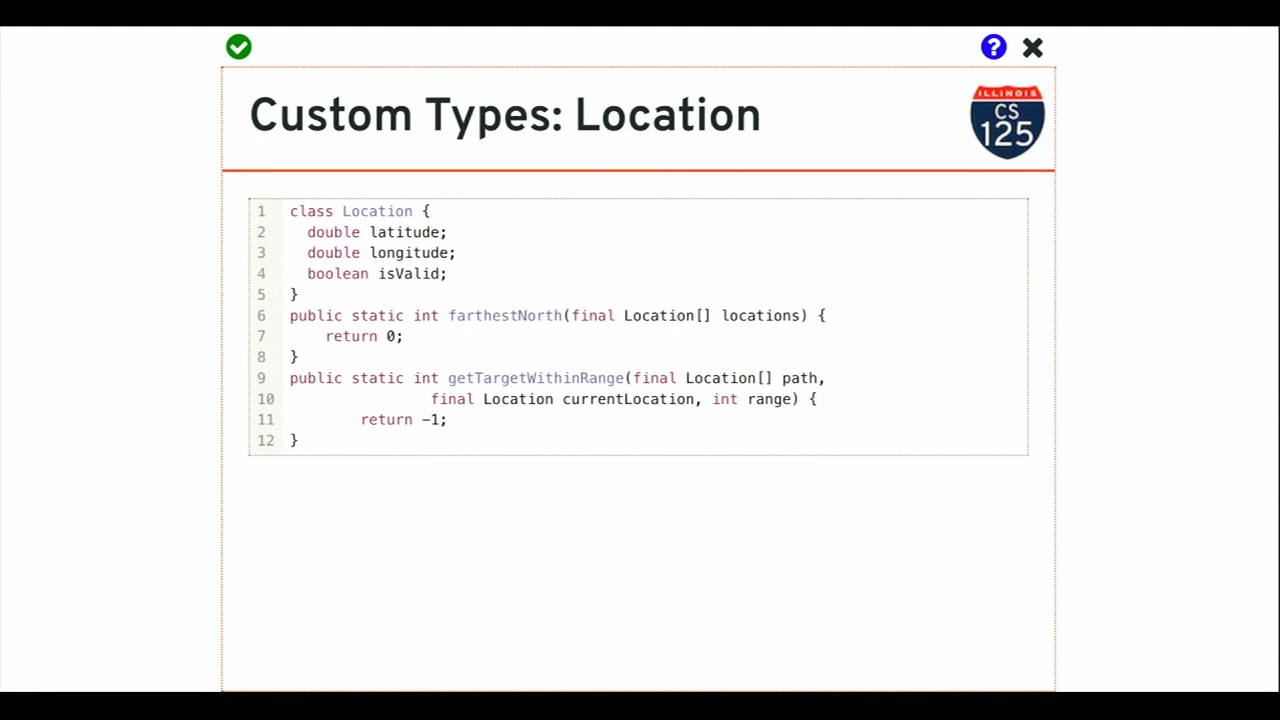 Custom Types: Location
ILLINOIS
CS
125
1 class Location {
2 double latitude;
3 double longitude;
4 boolean isValid;
5 }
6 public static int farthestNorth(final Location[] locations) {
7 return 0;
8 }
9 public static int getTargetWithinRange(final Location[] path,
10 final Location currentLocation, int range) {
11 return -1;
12 }